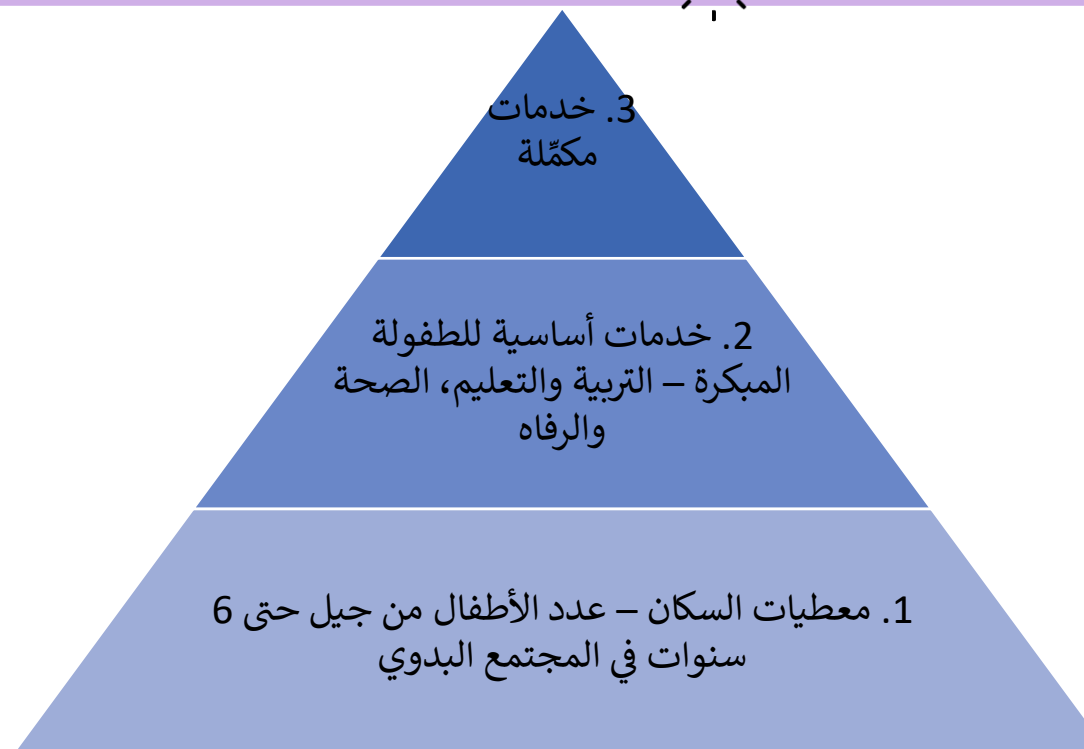 3. خدمات
مكمِّلة
2. خدمات أساسية للطفولة
المبكرة – التربية والتعليم، الصحة
والرفاه
1. معطيات السكان – عدد الأطفال من جيل حتى 6
سنوات في المجتمع البدوي